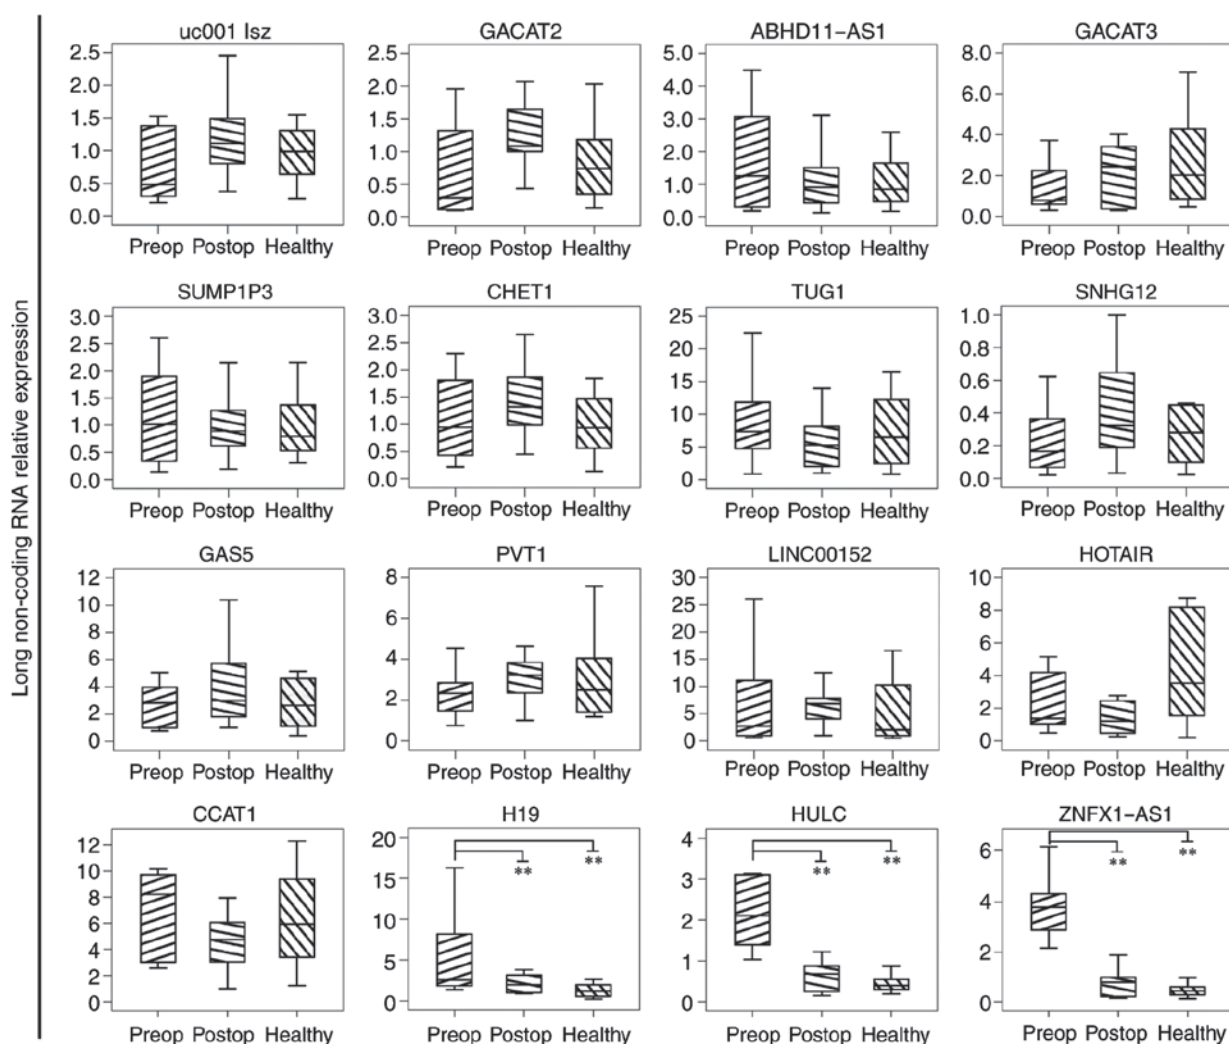 Long non-coding RNA relative expression
uc001 lsz
2.5
2.0
1.5
1.0
0.5
0.0
Preop Postop Healthy
GACAT2
2.5
2.0
1.5
1.0
0.5
0.0
Preop Postop Healthy
ABHD11-AS1
5.0
4.0
3.0
2.0
1.0
0.0
Preop Postop Healthy
GACAT3
8.0
6.0
4.0
2.0
0.0
Preop Postop Healthy
SUMP1P3
3.0
2.5
2.0
1.5
1.0
0.5
0.0
Preop Postop Healthy
CHET1
3.0
2.5
2.0
1.5
1.0
0.5
0.0
Preop Postop Healthy
TUG1
25
20
15
10
5
0
Preop Postop Healthy
SNHG12
1.0
0.8
0.6
0.4
0.2
0.0
Preop Postop Healthy
GAS5
12
10
8
6
4
2
0
Preop Postop Healthy
PVT1
8
6
4
2
0
Preop Postop Healthy
LINC00152
30
25
20
15
10
5
0
Preop Postop Healthy
HOTAIR
10
8
6
4
2
0
Preop Postop Healthy
CCAT1
12
10
8
6
4
2
0
Preop Postop Healthy
H19
20
15
10
5
0
** **
Preop Postop Healthy
HULC
4
3
2
1
0
** **
Preop Postop Healthy
ZNFX1-AS1
6
4
2
0
** **
Preop Postop Healthy